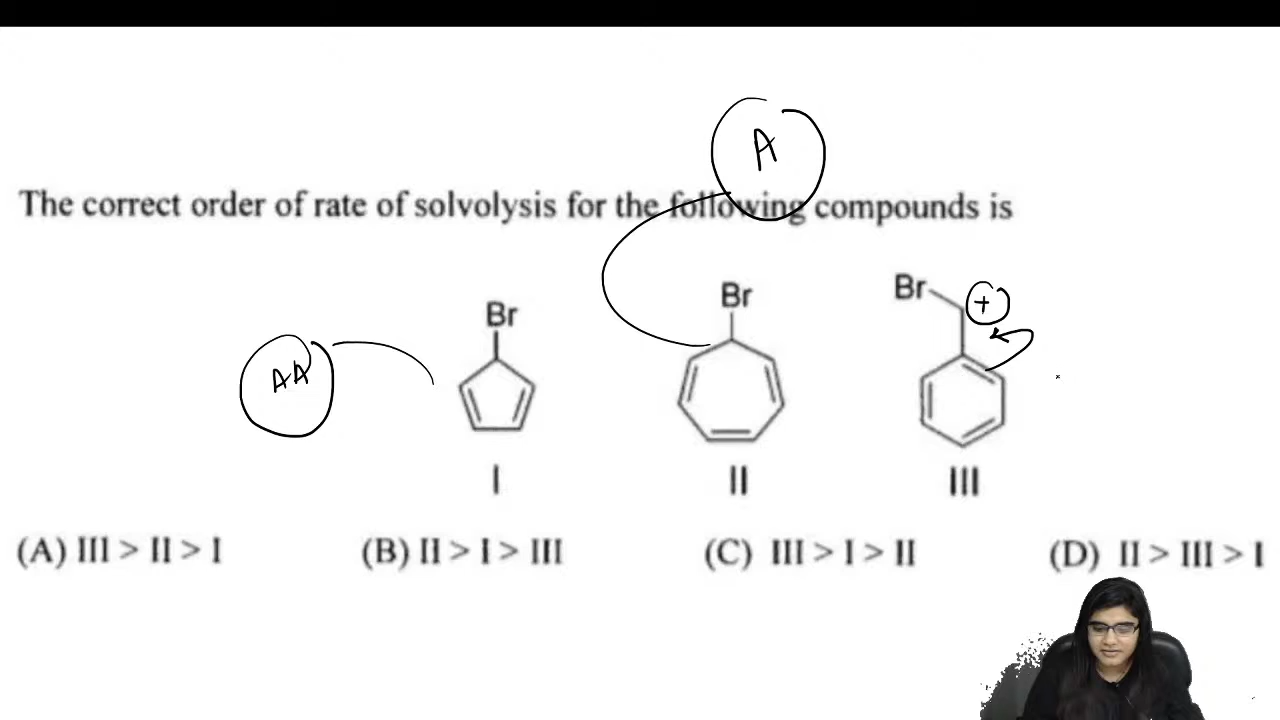 A
The correct order of rate of solvolysis for the following compounds is
Br Br Br +
AA
I II III
(A) III > II > I (B) II > I > III (C) III > I > II (D) II > III > I